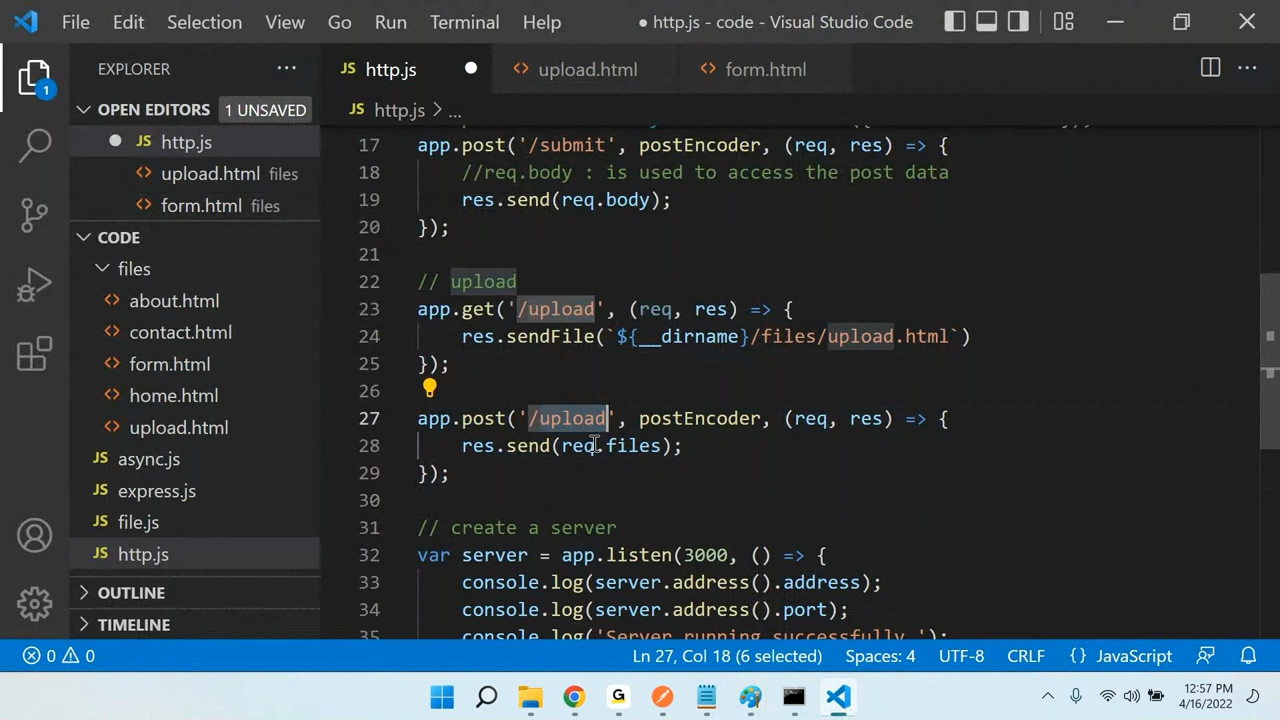 File Edit Selection View Go Run Terminal Help ● http.js - code - Visual Studio Code
EXPLORER ...
JS http.js ●
<> upload.html
<> form.html
1
OPEN EDITORS 1 UNSAVED
● JS http.js
<> upload.html files
<> form.html files
CODE
files
<> about.html
<> contact.html
<> form.html
<> home.html
<> upload.html
JS async.js
JS express.js
JS file.js
JS http.js
OUTLINE
TIMELINE
JS http.js > ...
17 app.post('/submit', postEncoder, (req, res) => {
18 //req.body : is used to access the post data
19 res.send(req.body);
20 });
21
22 // upload
23 app.get('/upload', (req, res) => {
24 res.sendFile(`${__dirname}/files/upload.html`)
25 });
26
27 app.post('/upload', postEncoder, (req, res) => {
28 res.send(req.files);
29 });
30
31 // create a server
32 var server = app.listen(3000, () => {
33 console.log(server.address().address);
34 console.log(server.address().port);
35 console.log('Server running successfully.');
0 0 Ln 27, Col 18 (6 selected) Spaces: 4 UTF-8 CRLF {} JavaScript
G
12:57 PM
4/16/2022